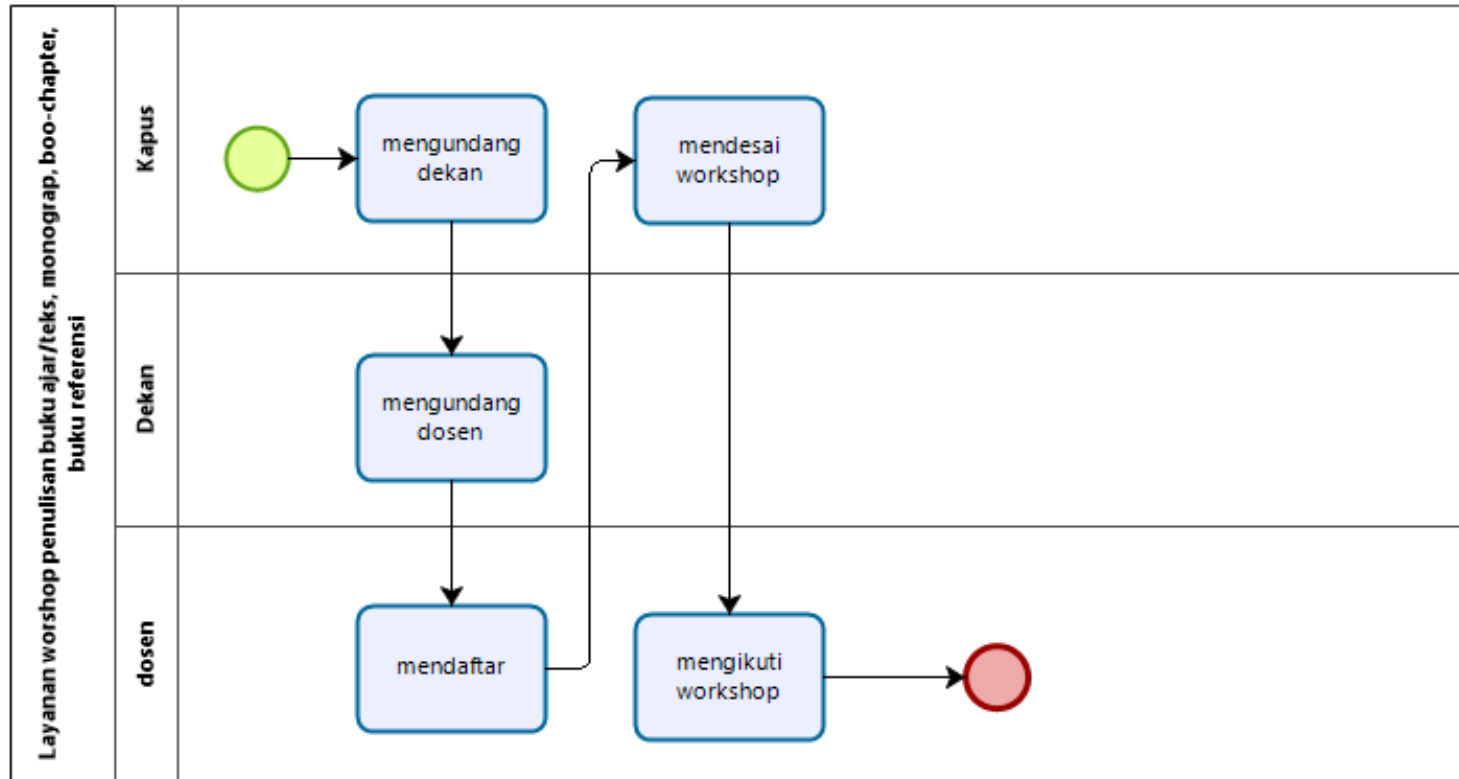 Layanan worshop penulisan buku ajar/teks, monograp, boo-chapter,
buku referensi
Kapus
mengundang
dekan
mendesai
workshop
Dekan
mengundang
dosen
dosen
mendaftar
mengikuti
workshop